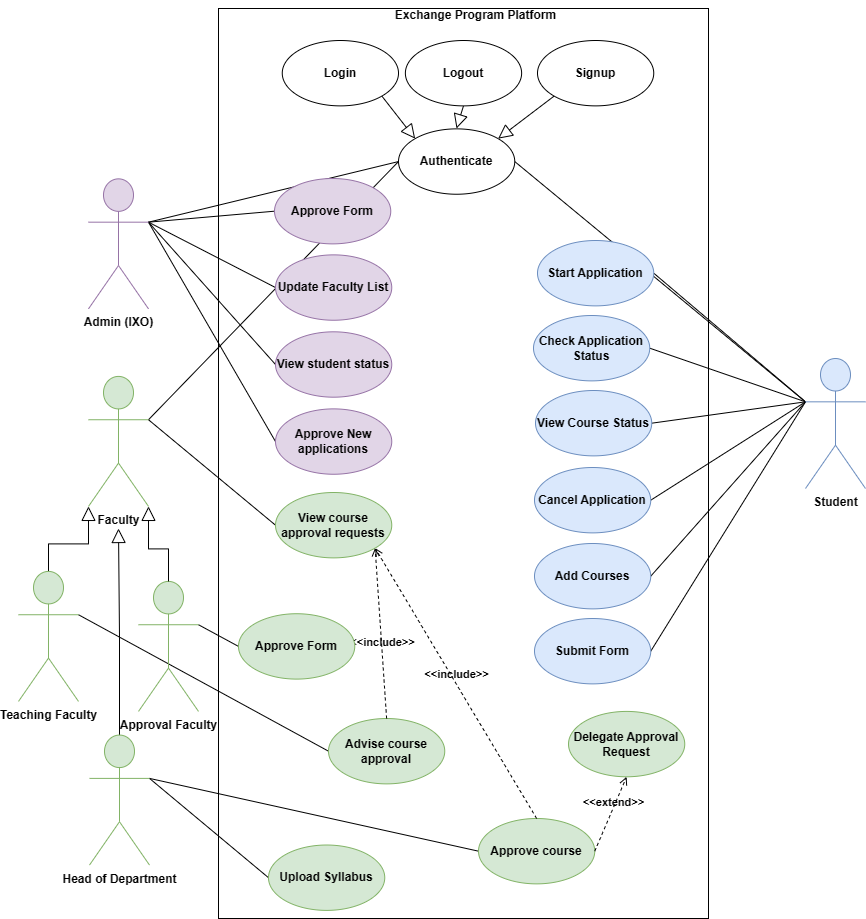 Exchange Program Platform
Login
Logout
Signup
Authenticate
Approve Form
Admin (IXO)
Update Faculty List
Start Application
View student status
Check Application
Status
Approve New
applications
View Course Status
Student
Faculty
View course
approval requests
Cancel Application
Add Courses
Approve Form
<<include>>
<<include>>
Submit Form
Teaching Faculty
Approval Faculty
Advise course
approval
Delegate Approval
Request
<<extend>>
Approve course
Head of Department
Upload Syllabus